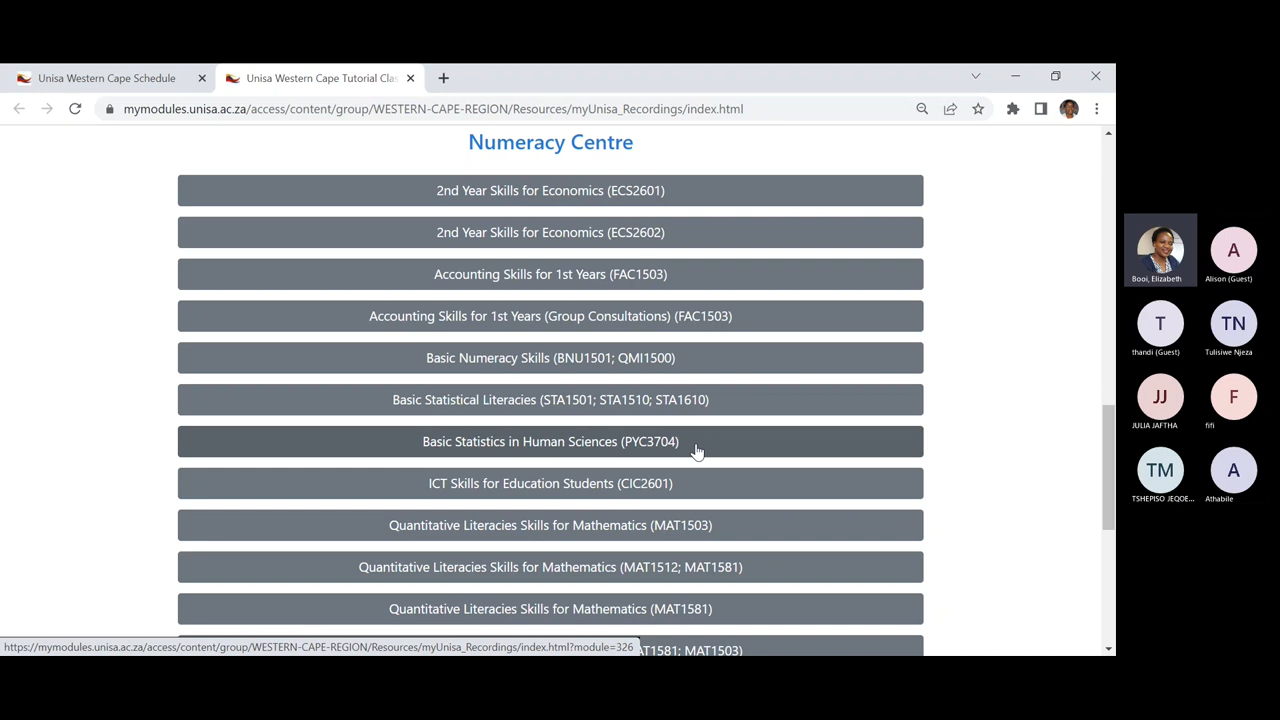 Unisa Western Cape Schedule
Unisa Western Cape Tutorial Clas
mymodules.unisa.ac.za/access/content/group/WESTERN-CAPE-REGION/Resources/myUnisa_Recordings/index.html
Numeracy Centre
2nd Year Skills for Economics (ECS2601)
2nd Year Skills for Economics (ECS2602)
Accounting Skills for 1st Years (FAC1503)
Accounting Skills for 1st Years (Group Consultations) (FAC1503)
Basic Numeracy Skills (BNU1501; QMI1500)
Basic Statistical Literacies (STA1501; STA1510; STA1610)
Basic Statistics in Human Sciences (PYC3704)
ICT Skills for Education Students (CIC2601)
Quantitative Literacies Skills for Mathematics (MAT1503)
Quantitative Literacies Skills for Mathematics (MAT1512; MAT1581)
Quantitative Literacies Skills for Mathematics (MAT1581)
AT1581; MAT1503)
https://mymodules.unisa.ac.za/access/content/group/WESTERN-CAPE-REGION/Resources/myUnisa_Recordings/index.html?module=326
Booi, Elizabeth
A
Alison (Guest)
T
thandi (Guest)
TN
Tulisiwe Njeza
JJ
JULIA JAFTHA
F
fifi
TM
TSHEPISO JEQOE...
A
Athabile